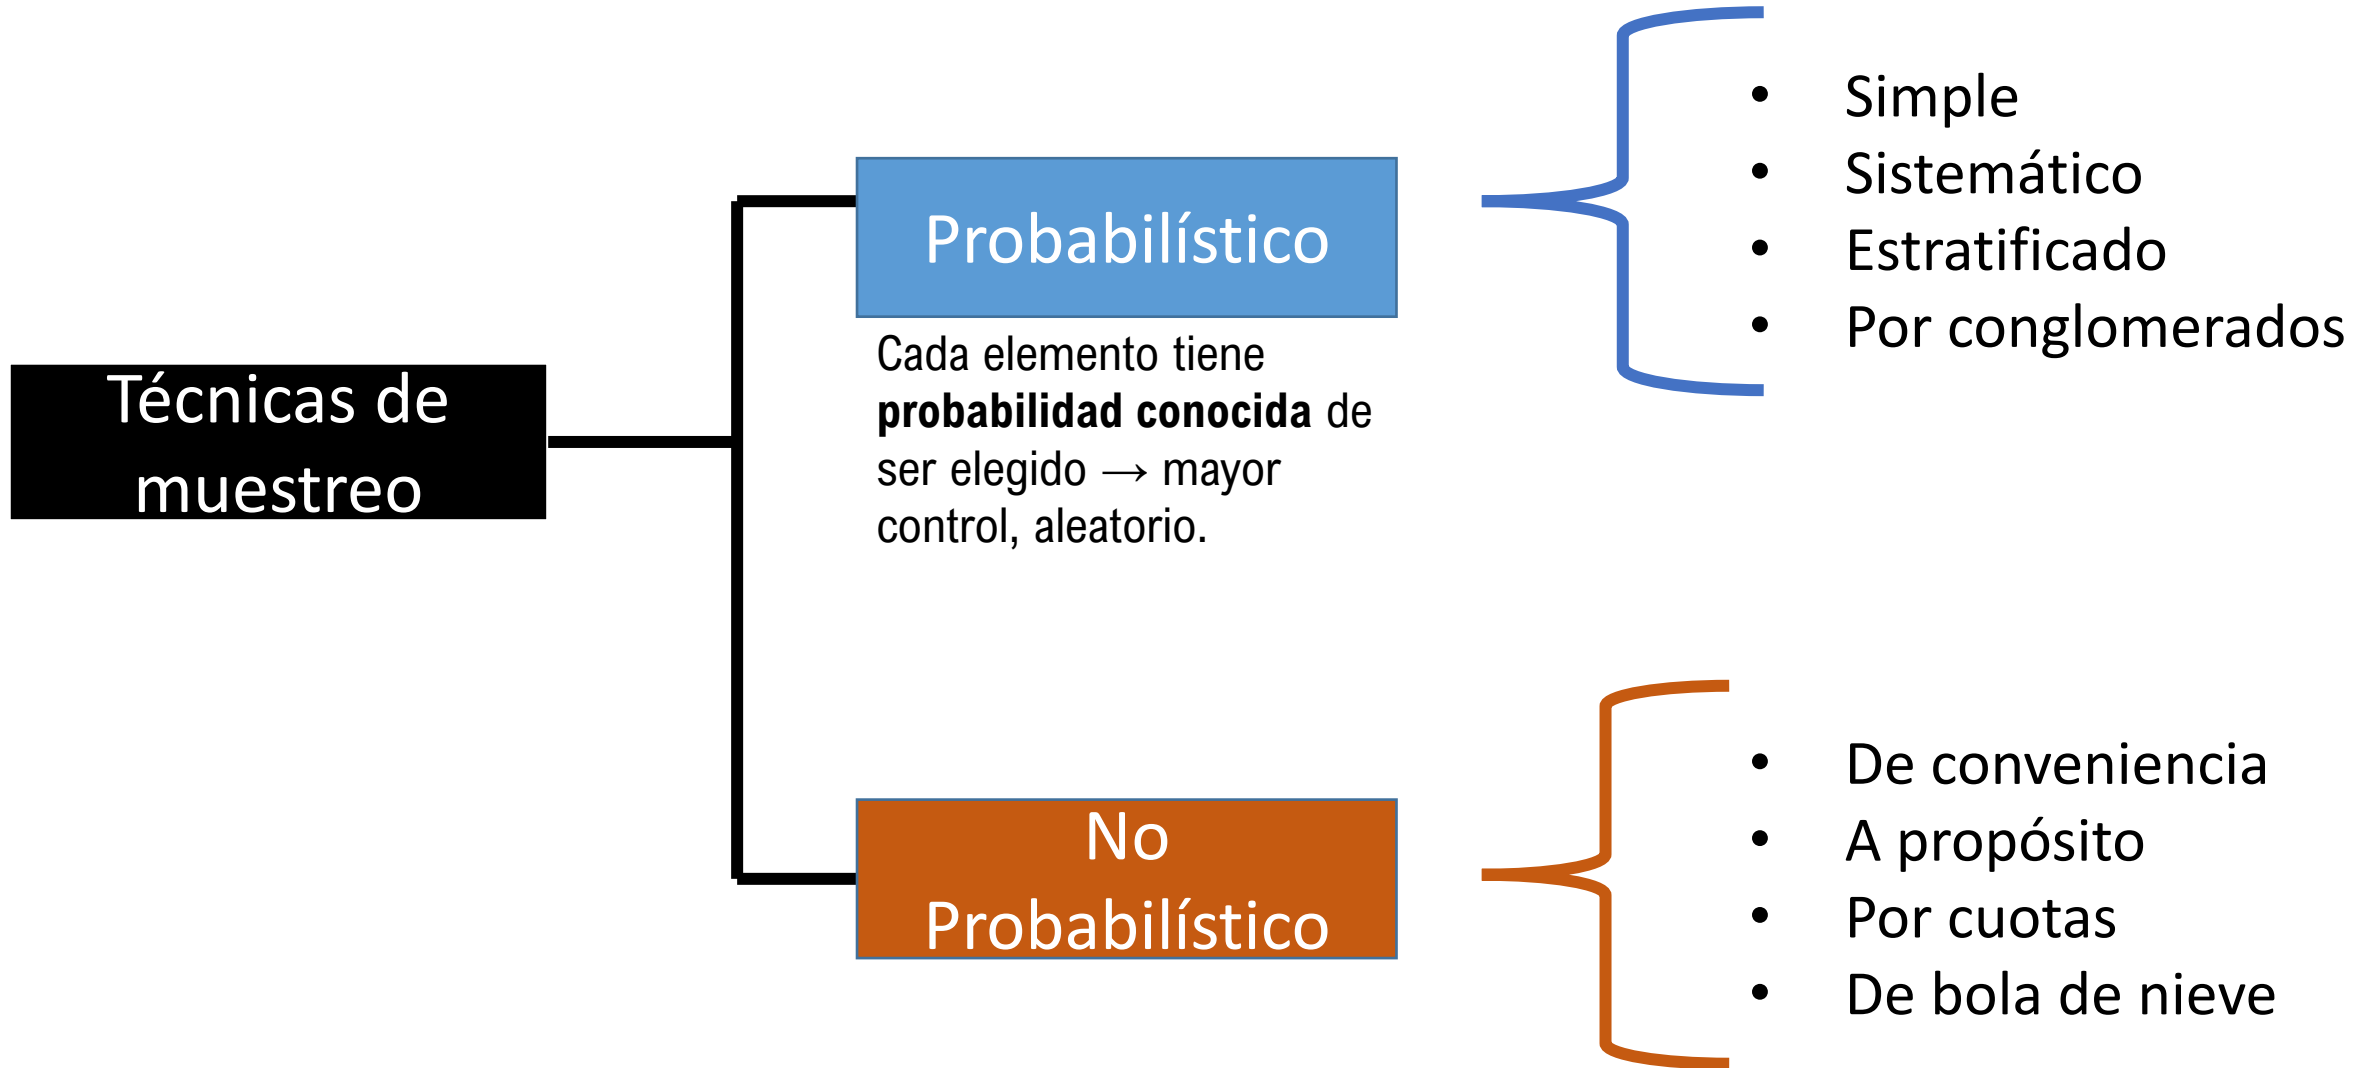 Técnicas de
muestreo
Probabilístico
Cada elemento tiene
probabilidad conocida de
ser elegido → mayor
control, aleatorio.
• Simple
• Sistemático
• Estratificado
• Por conglomerados
No
Probabilístico
• De conveniencia
• A propósito
• Por cuotas
• De bola de nieve